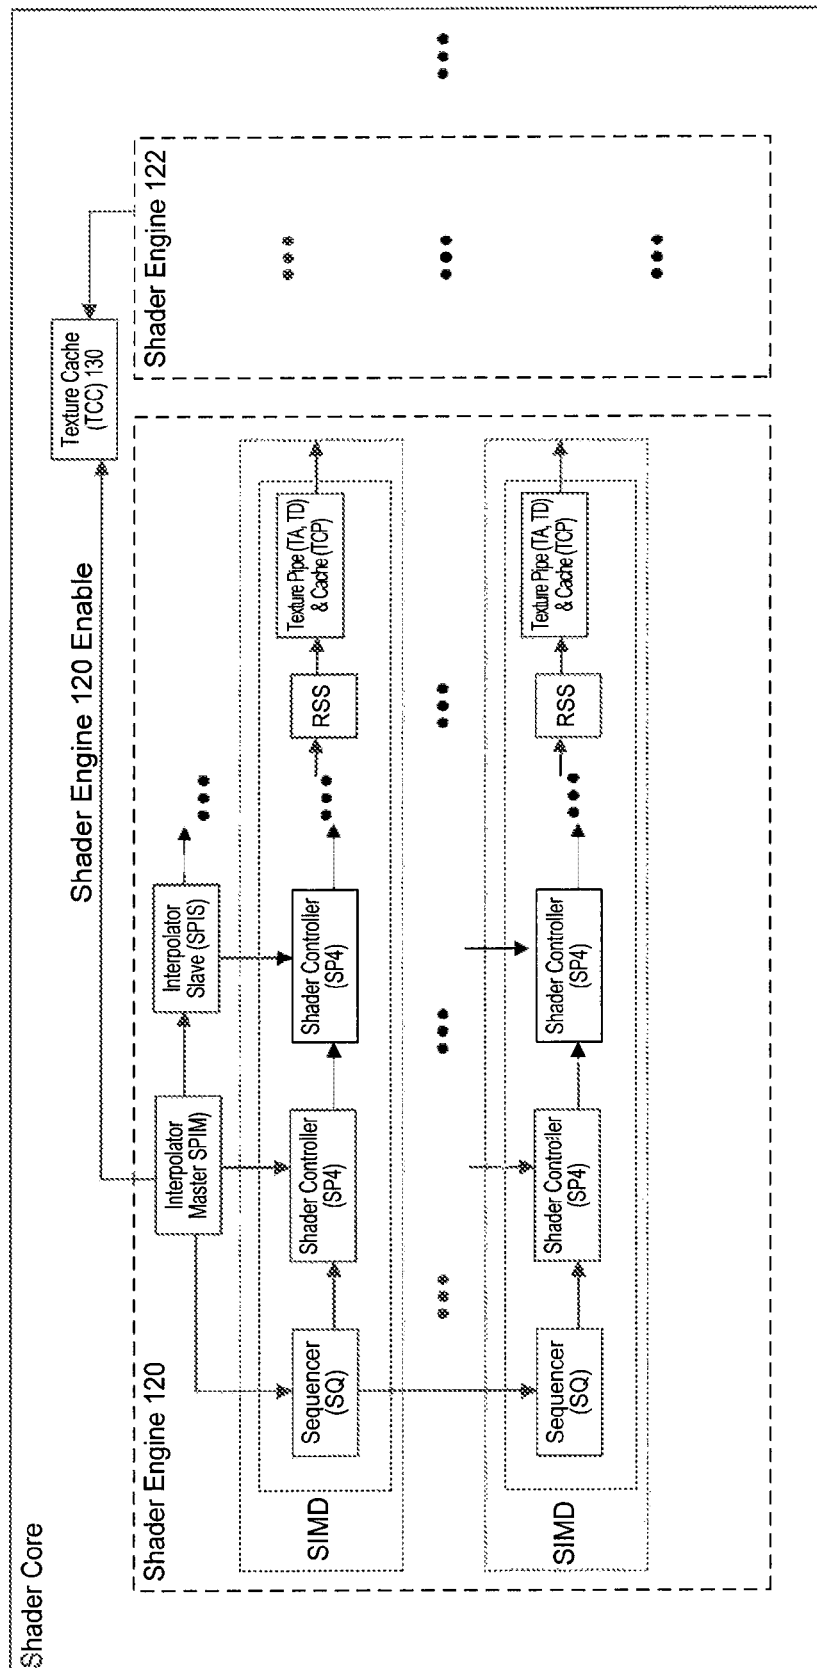 Shader Core
Shader Engine 120 Enable
Texture Cache
(TCC) 130
Shader Engine 120
Interpolator
Master SPIM)
Interpolator
Slave (SPIS)
SIMD
Sequencer
(SQ)
Shader Controller
(SP4)
Shader Controller
(SP4)
RSS
Texture Pipe (TA, TD)
& Cache (TCP)
SIMD
Sequencer
(SQ)
Shader Controller
(SP4)
Shader Controller
(SP4)
RSS
Texture Pipe (TA, TD)
& Cache (TCP)
Shader Engine 122